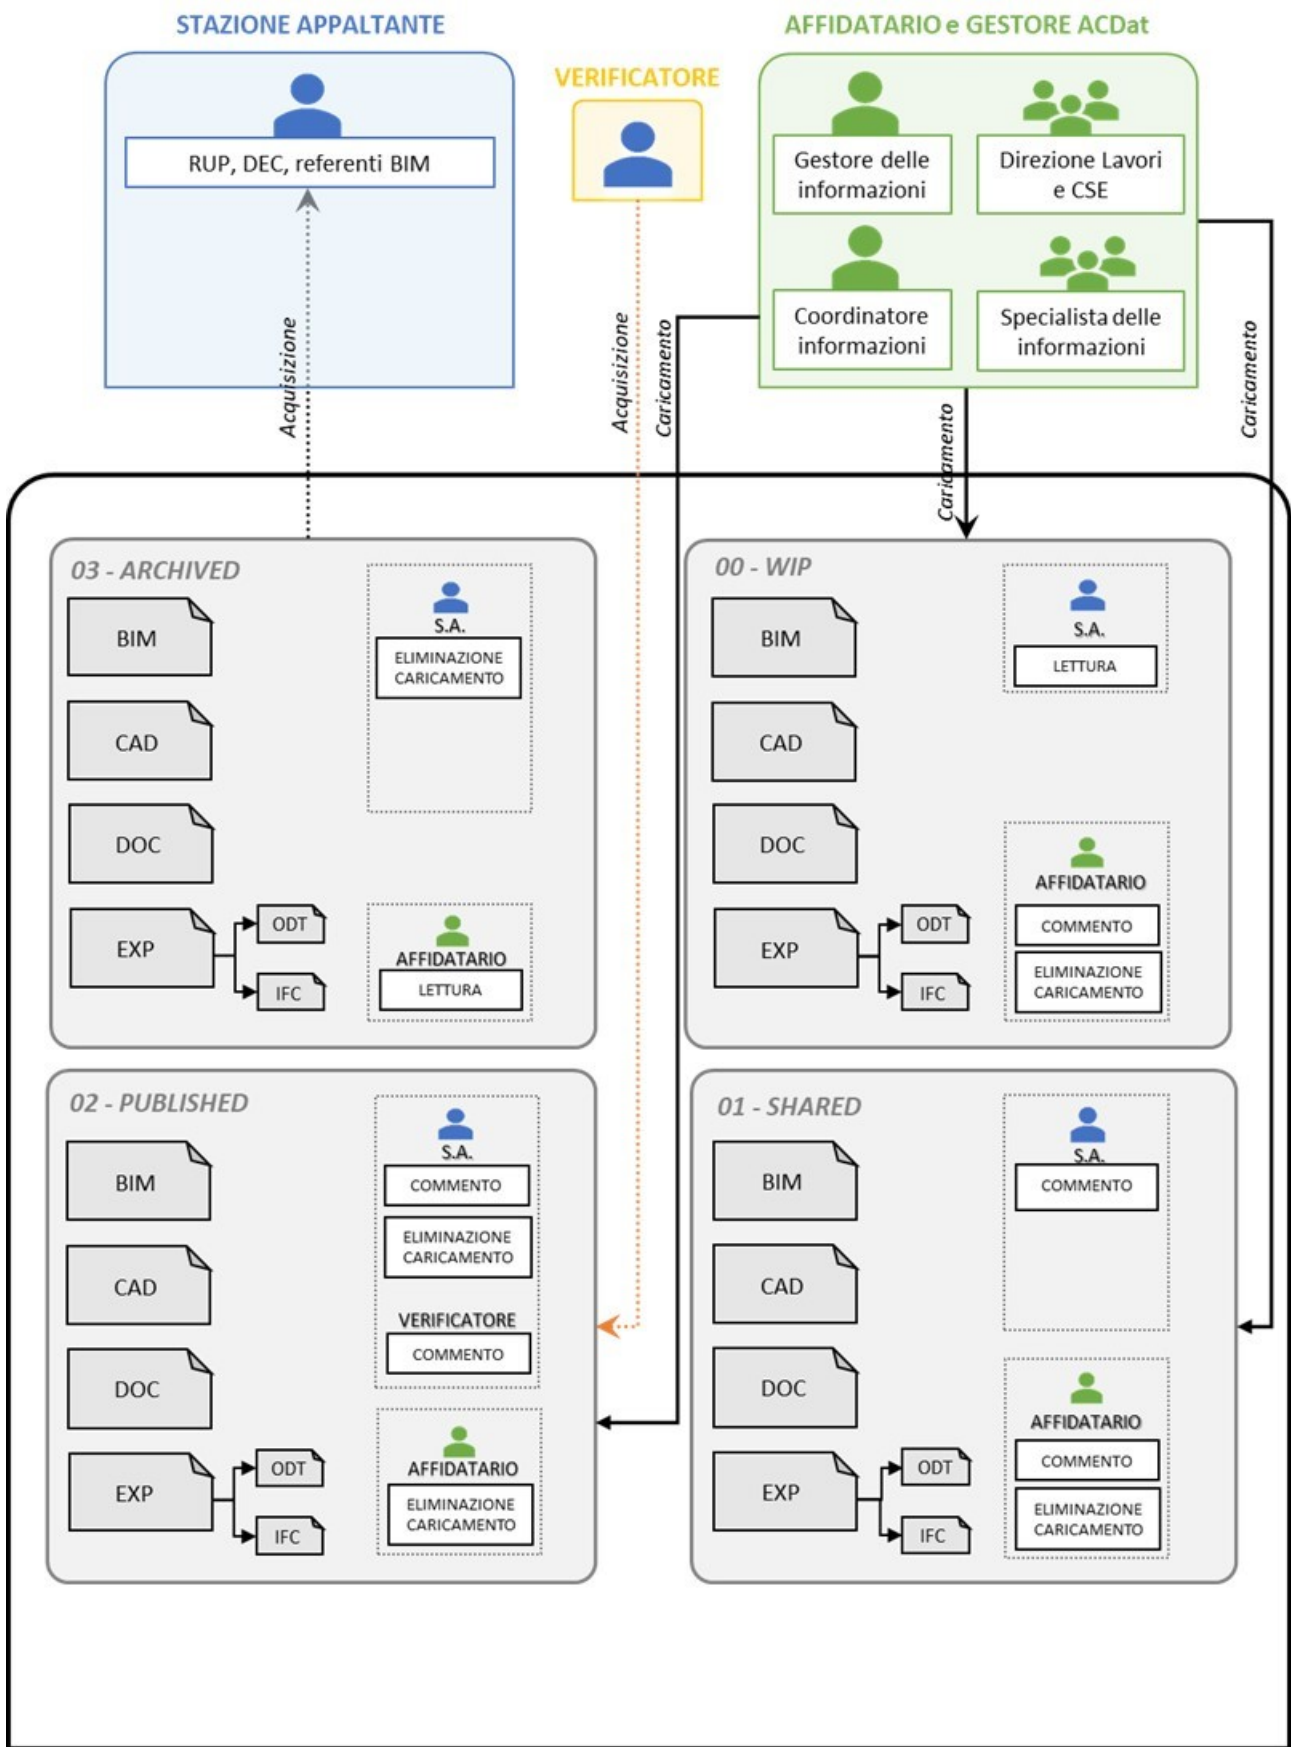 STAZIONE APPALTANTE
RUP, DEC, referenti BIM
VERIFICATORE
AFFIDATARIO e GESTORE ACDat
Gestore delle
informazioni
Direzione Lavori
e CSE
Coordinatore
informazioni
Specialista delle
informazioni
Acquisizione
Acquisizione
Caricamento
Caricamento
Caricamento
03 - ARCHIVED
BIM
CAD
DOC
EXP
ODT
IFC
S.A.
ELIMINAZIONE
CARICAMENTO
AFFIDATARIO
LETTURA
00 - WIP
BIM
CAD
DOC
EXP
ODT
IFC
S.A.
LETTURA
AFFIDATARIO
COMMENTO
ELIMINAZIONE
CARICAMENTO
02 - PUBLISHED
BIM
CAD
DOC
EXP
ODT
IFC
S.A.
COMMENTO
ELIMINAZIONE
CARICAMENTO
VERIFICATORE
COMMENTO
AFFIDATARIO
ELIMINAZIONE
CARICAMENTO
01 - SHARED
BIM
CAD
DOC
EXP
ODT
IFC
S.A.
COMMENTO
AFFIDATARIO
COMMENTO
ELIMINAZIONE
CARICAMENTO